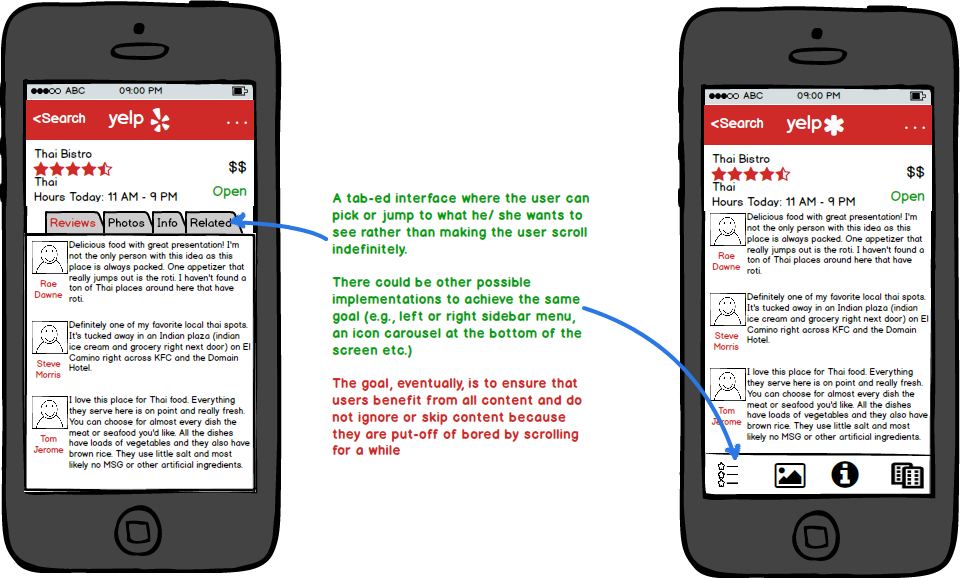 ABC 09:00 PM
<Search yelp ...
Thai Bistro
$$
Thai
Hours Today: 11 AM - 9 PM Open
Reviews Photos Info Related
Delicious food with great presentation! I'm
not the only person with this idea as this
place is always packed. One appetizer that
really jumps out is the roti. I haven't found a
ton of Thai places around here that have
roti.
Rae
Dawne
Definitely one of my favorite local thai spots.
It's tucked away in an Indian plaza (indian
ice cream and grocery right next door) on El
Camino right across KFC and the Domain
Hotel.
Steve
Morris
I love this place for Thai food. Everything
they serve here is on point and really fresh.
You can choose for almost every dish the
meat or seafood you'd like. All the dishes
have loads of vegetables and they also have
brown rice. They use little salt and most
likely no MSG or other artificial ingredients.
Tom
Jerome
A tab-ed interface where the user can
pick or jump to what he/ she wants to
see rather than making the user scroll
indefinitely.
There could be other possible
implementations to achieve the same
goal (e.g., left or right sidebar menu,
an icon carousel at the bottom of the
screen etc.)
The goal, eventually, is to ensure that
users benefit from all content and do
not ignore or skip content because
they are put-off of bored by scrolling
for a while
ABC 09:00 PM
<Search yelp ...
Thai Bistro
$$
Thai
Hours Today: 11 AM - 9 PM Open
Delicious food with great presentation! I'm
not the only person with this idea as this
place is always packed. One appetizer that
really jumps out is the roti. I haven't found a
ton of Thai places around here that have
roti.
Rae
Dawne
Definitely one of my favorite local thai spots.
It's tucked away in an Indian plaza (indian
ice cream and grocery right next door) on El
Camino right across KFC and the Domain
Hotel.
Steve
Morris
I love this place for Thai food. Everything
they serve here is on point and really fresh.
You can choose for almost every dish the
meat or seafood you'd like. All the dishes
have loads of vegetables and they also have
brown rice. They use little salt and most
likely no MSG or other artificial ingredients.
Tom
Jerome